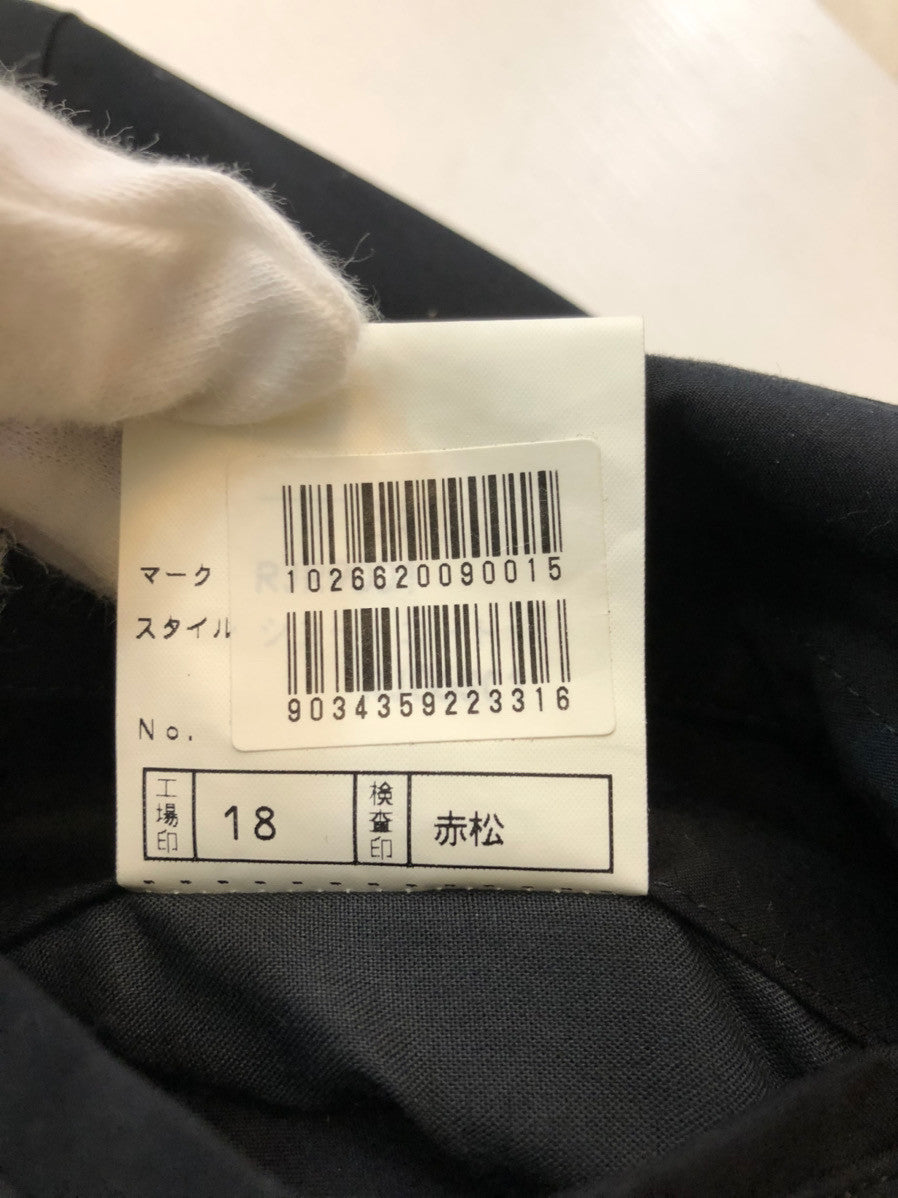 マーク
1026620090015
スタイル
9034359223316
No.
工場印 18 検査印 赤松